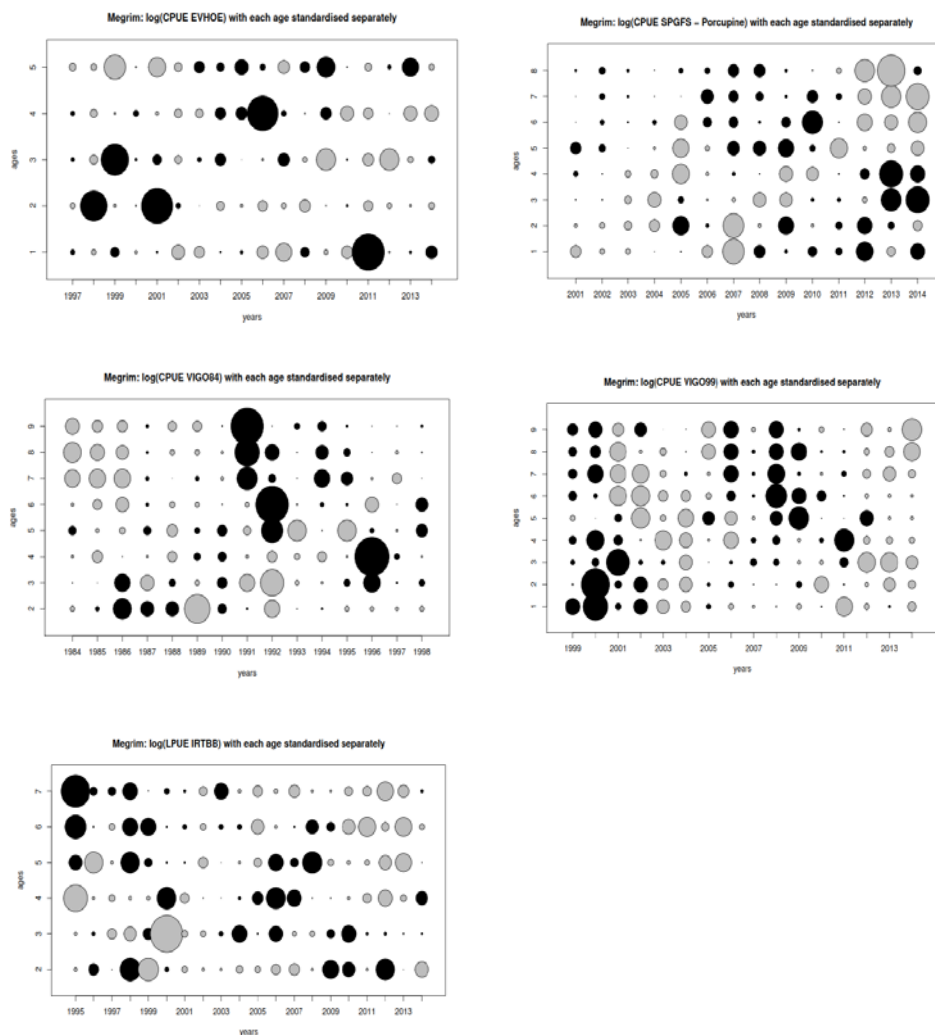 Megrim: log(CPUE EVHOE) with each age standardised separately
ages
5
4
3
2
1
1997 1999 2001 2003 2005 2007 2009 2011 2013
years
Megrim: log(CPUE SPGFS – Porcupine) with each age standardised separately
ages
8
7
6
5
4
3
2
1
2001 2002 2003 2004 2005 2006 2007 2008 2009 2010 2011 2012 2013 2014
years
Megrim: log(CPUE VIGO84) with each age standardised separately
ages
9
8
7
6
5
4
3
2
1984 1985 1986 1987 1988 1989 1990 1991 1992 1993 1994 1995 1996 1997 1998
years
Megrim: log(CPUE VIGO99) with each age standardised separately
ages
9
8
7
6
5
4
3
2
1
1999 2001 2003 2005 2007 2009 2011 2013
years
Megrim: log(LPUE IRTBB) with each age standardised separately
ages
7
6
5
4
3
2
1995 1997 1999 2001 2003 2005 2007 2009 2011 2013
years